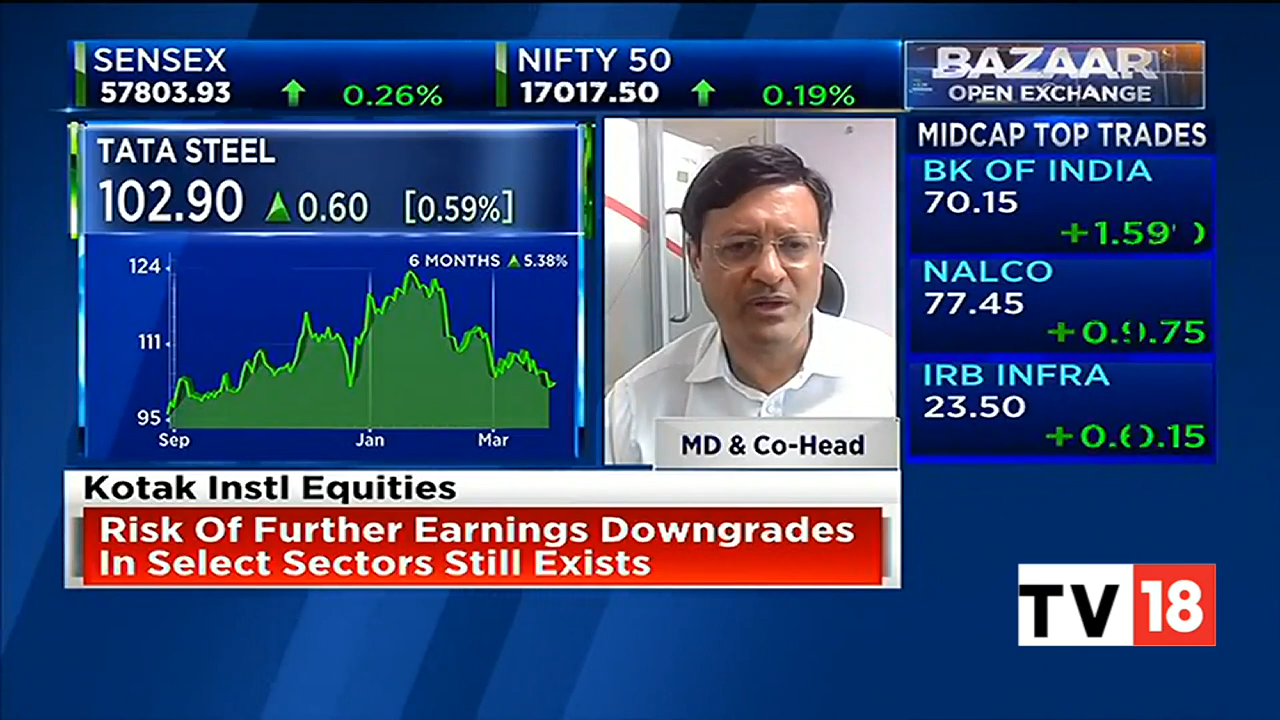 SENSEX
57803.93 0.26%
NIFTY 50
17017.50 0.19%
BAZAAR
OPEN EXCHANGE
TATA STEEL
102.90 0.60 [0.59%]
6 MONTHS 5.38%
124
111
95
Sep Jan Mar
MD & Co-Head
MIDCAP TOP TRADES
BK OF INDIA
70.15
NALCO
77.45
IRB INFRA
23.50
Kotak Instl Equities
Risk Of Further Earnings Downgrades
In Select Sectors Still Exists
TV18